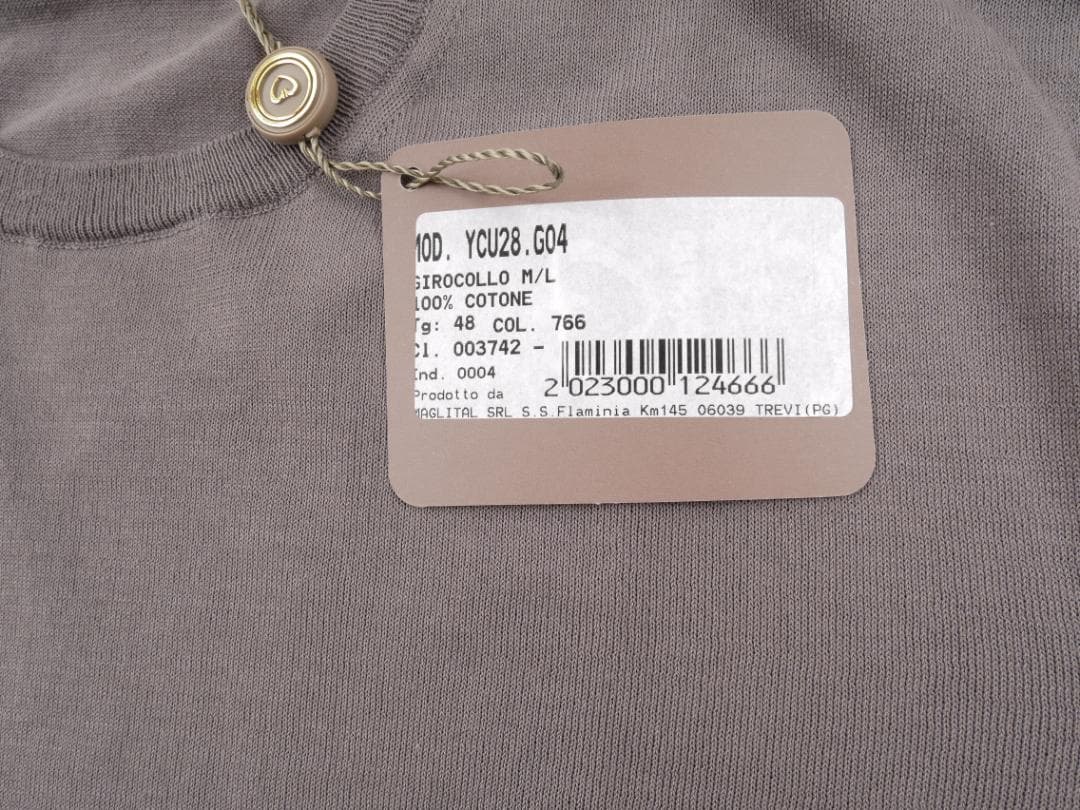 MOD. YCU28.G04
GIROCOLLO M/L
100% COTONE
Tg: 48 COL. 766
Cl. 003742 -
Ind. 0004
2 023000 124666
Prodotto da
MAGLITAL SRL S.S.Flaminia Km145 06039 TREVI(PG)